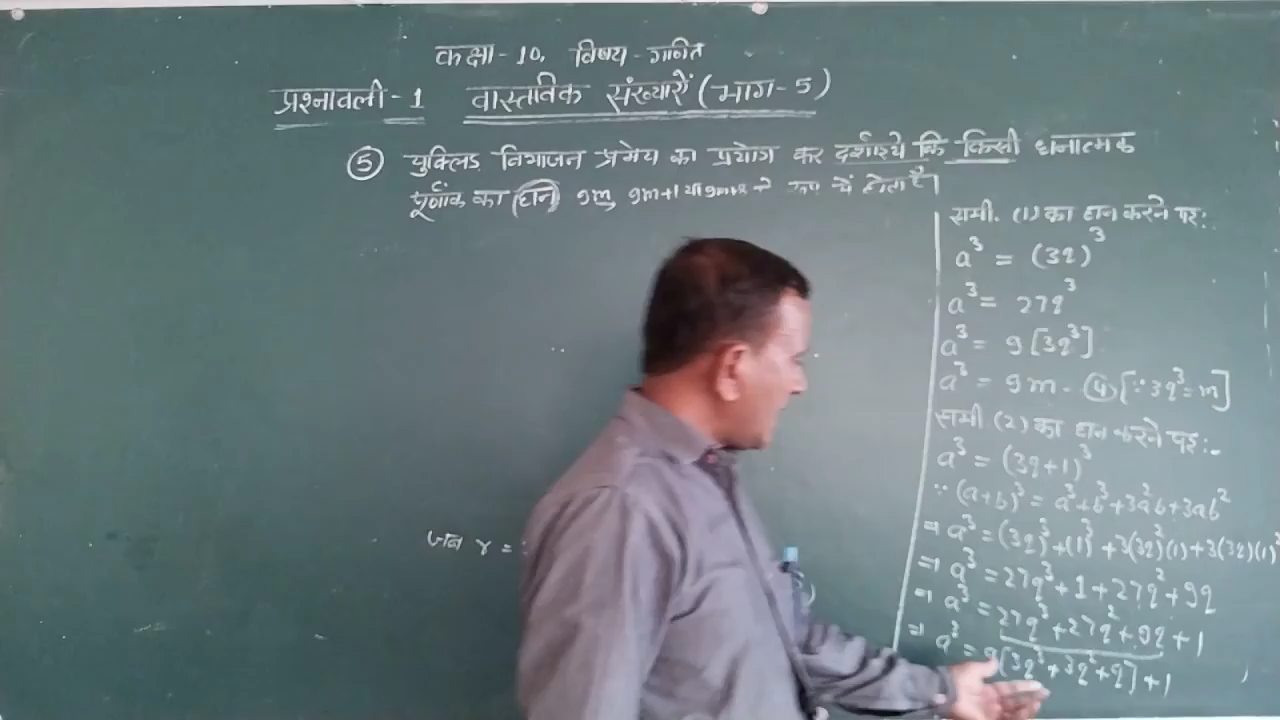 कक्षा - 10, विषय - गणित
प्रश्नावली - 1 वास्तविक संख्याऐं (भाग - 5)
(5) युक्लिड विभाजन प्रमेय का प्रयोग कर दर्शाइये कि किसी धनात्मक
पूर्णांक का (घन) 9m, 9m+1 या 9m+8 के रूप में होता है।
समी. (1) का घन करने पर:
a³ = (3q)³
a³ = 27q³
a³ = 9[3q³]
a³ = 9m - (4) [∵ 3q³ = m]
समी (2) का घन करने पर:-
a³ = (3q+1)³
∵ (a+b)³ = a³+b³+3a²b+3ab²
⇒ a³ = (3q)³+(1)³+3(3q)²(1)+3(3q)(1)²
⇒ a³ = 27q³+1+27q²+9q
⇒ a³ = 27q³+27q²+9q+1
⇒ a³ = 9[3q³+3q²+q]+1
जब r =